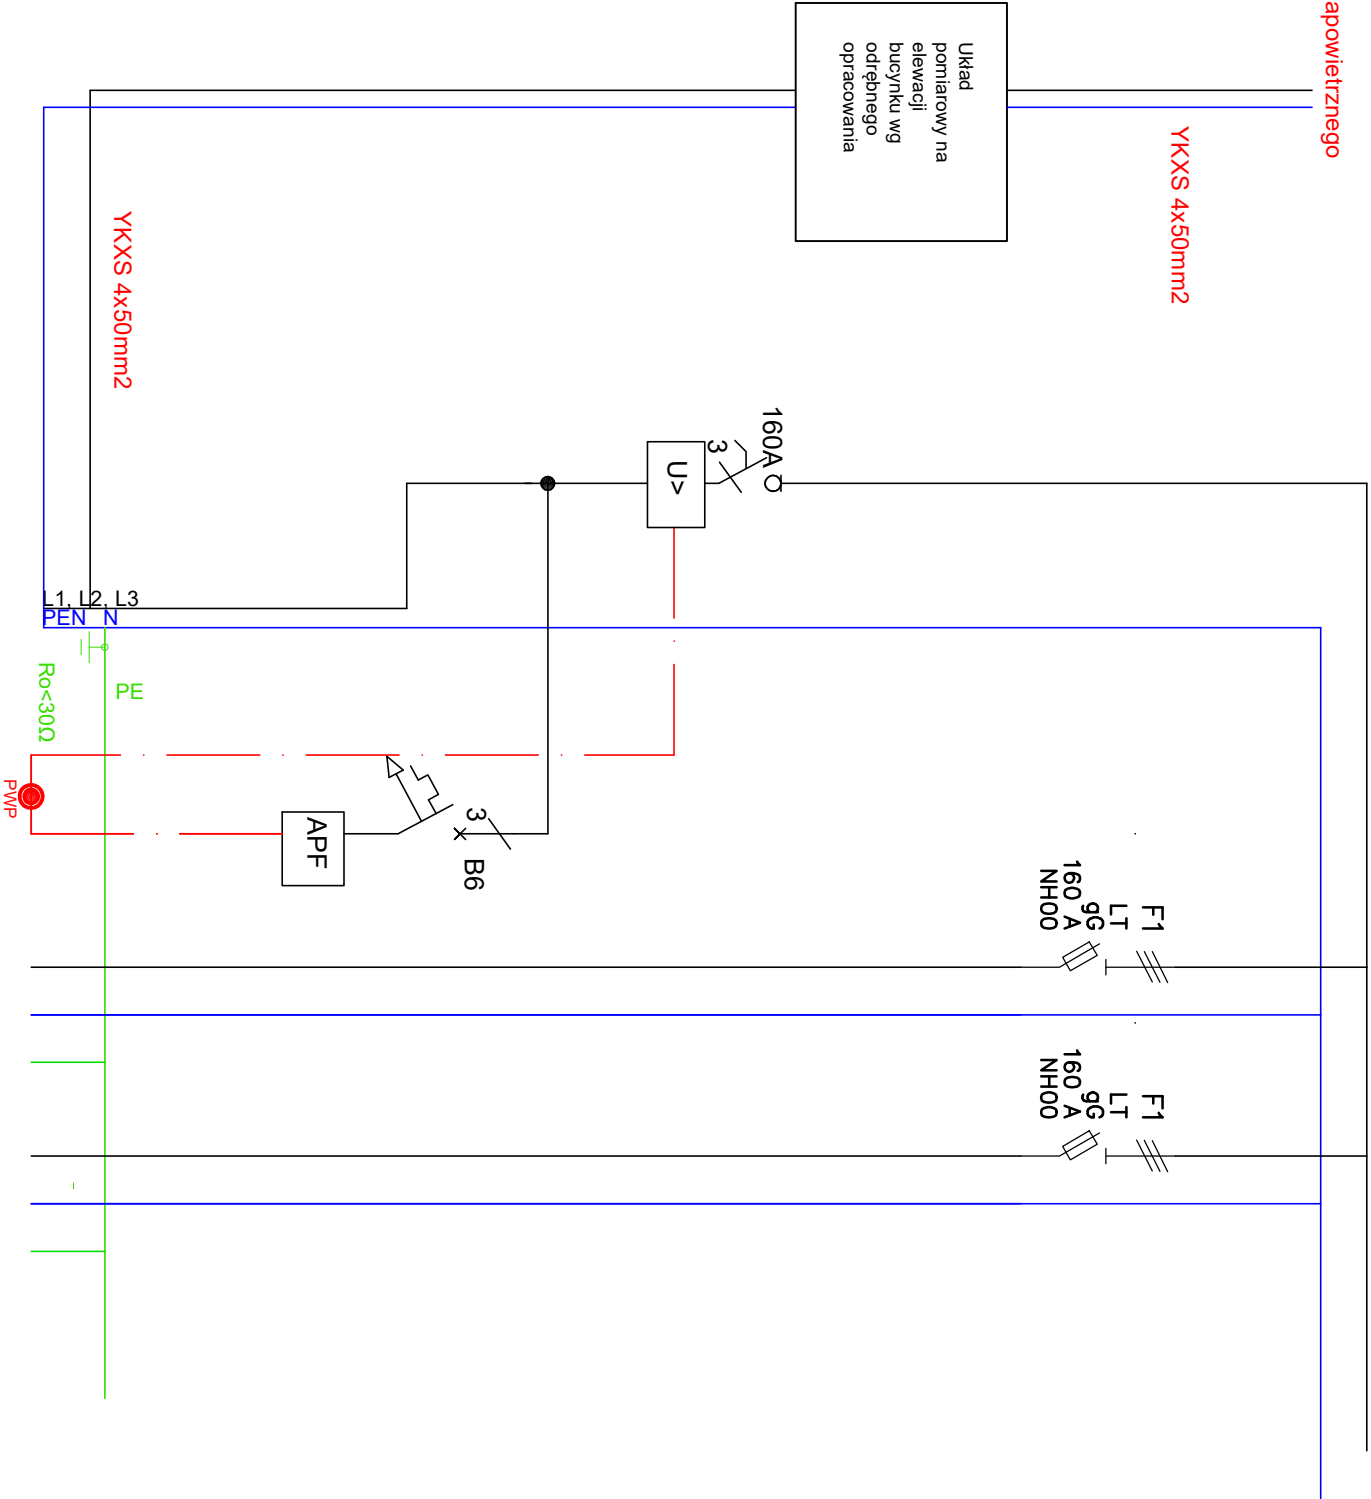 apowietrznego
YKXS 4x50mm2
Układ
pomiarowy na
elewacji
bucynku wg
odrębnego
opracowania
YKXS 4x50mm2
160A
3
U>
L1, L2, L3
PEN N
PE
Ro<30Ω
PWP
APF
3
B6
F1
LT
gG
160 A
NH00
F1
LT
gG
160 A
NH00